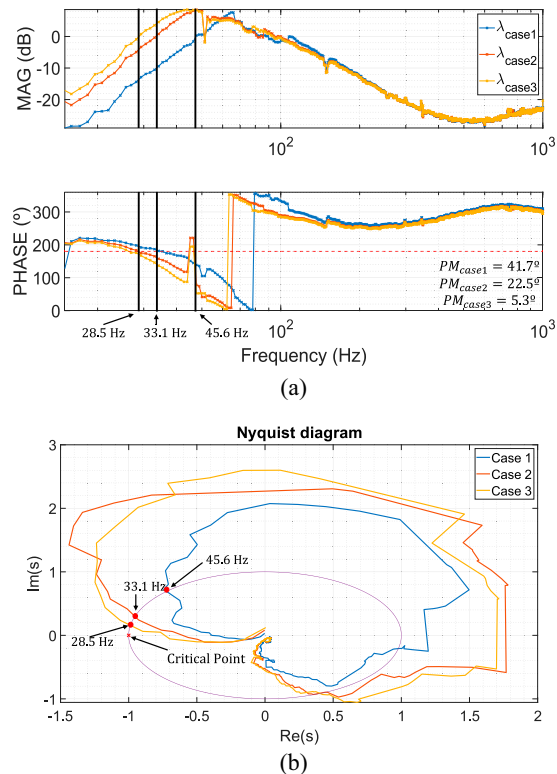 MAG (dB)
0
-10
-20
10²
10³
λcase1
λcase2
λcase3
PHASE (º)
300
200
100
0
PMcase1 = 41.7º
PMcase2 = 22.5º
PMcase3 = 5.3º
28.5 Hz
33.1 Hz
45.6 Hz
10²
10³
Frequency (Hz)
(a)
Nyquist diagram
Im(s)
3
2
1
0
-1
Case 1
Case 2
Case 3
45.6 Hz
33.1 Hz
28.5 Hz
Critical Point
-1.5
-1
-0.5
0
0.5
1
1.5
2
Re(s)
(b)